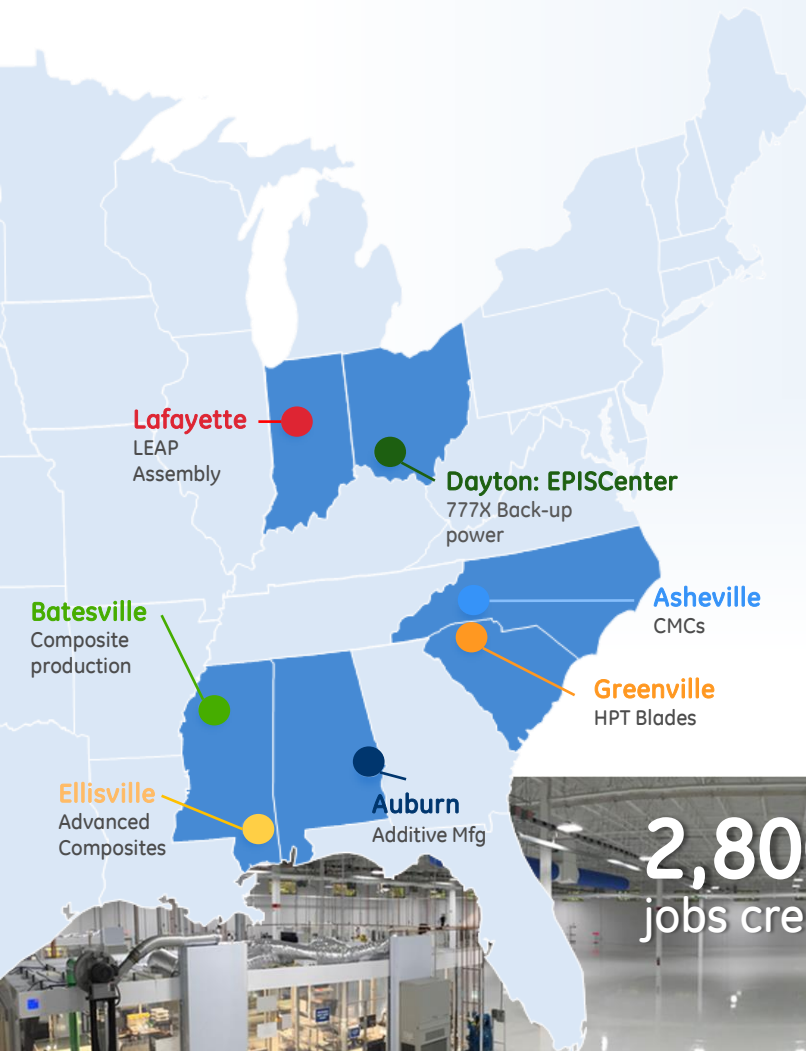 Lafayette
LEAP
Assembly
Dayton: EPISCenter
777X Back-up
power
Batesville
Composite
production
Asheville
CMCs
Greenville
HPT Blades
Ellisville
Advanced
Composites
Auburn
Additive Mfg
2,80
jobs cre